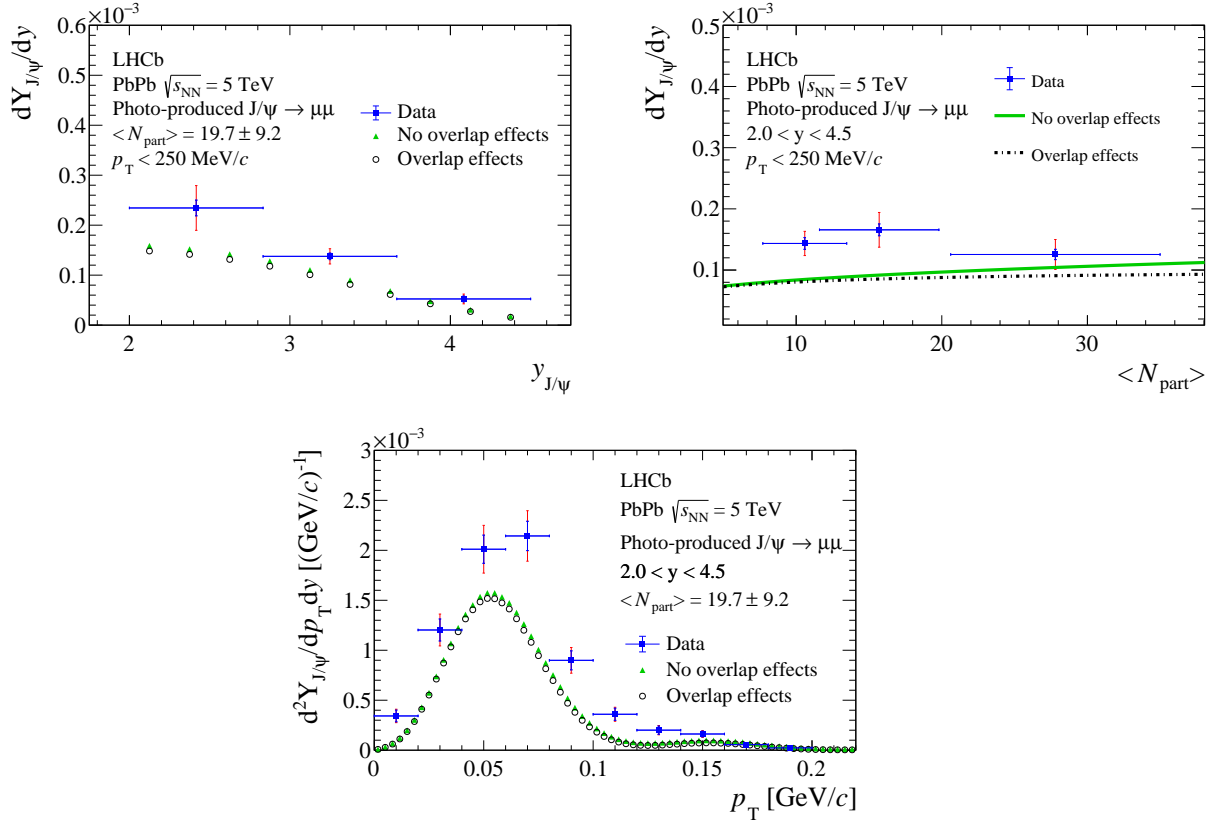 ×10⁻³
dY_J/ψ/dy
0.6
0.5
0.4
0.3
0.2
0.1
0
LHCb
PbPb √s_NN = 5 TeV
Photo-produced J/ψ → μμ
<N_part> = 19.7 ± 9.2
p_T < 250 MeV/c
Data
No overlap effects
Overlap effects
2
3
4
y_J/ψ
×10⁻³
dY_J/ψ/dy
0.6
0.5
0.4
0.3
0.2
0.1
0
LHCb
PbPb √s_NN = 5 TeV
Photo-produced J/ψ → μμ
2.0 < y < 4.5
p_T < 250 MeV/c
Data
No overlap effects
Overlap effects
10
20
30
<N_part>
×10⁻³
d²Y_J/ψ/dp_T dy [(GeV/c)⁻¹]
3
2.5
2
1.5
1
0.5
0
LHCb
PbPb √s_NN = 5 TeV
Photo-produced J/ψ → μμ
2.0 < y < 4.5
<N_part> = 19.7 ± 9.2
Data
No overlap effects
Overlap effects
0
0.05
0.1
0.15
0.2
p_T [GeV/c]